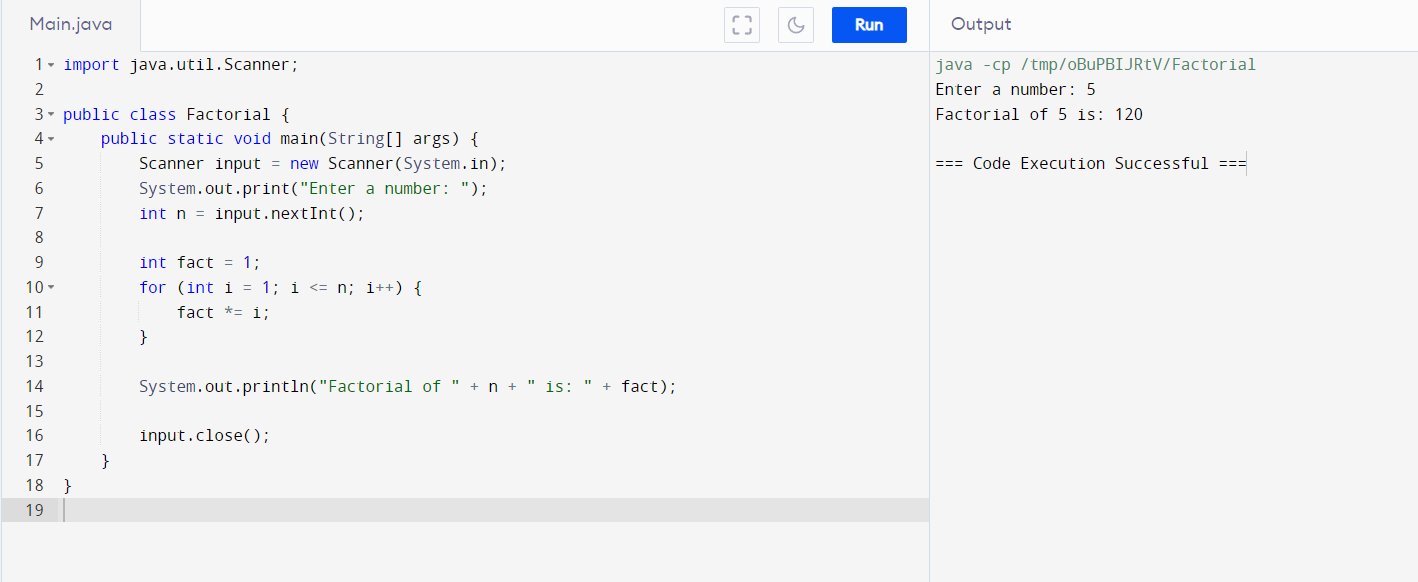 Main.java
Run
Output
1 import java.util.Scanner;
2
3 public class Factorial {
4     public static void main(String[] args) {
5         Scanner input = new Scanner(System.in);
6         System.out.print("Enter a number: ");
7         int n = input.nextInt();
8
9         int fact = 1;
10         for (int i = 1; i <= n; i++) {
11             fact *= i;
12         }
13
14         System.out.println("Factorial of " + n + " is: " + fact);
15
16         input.close();
17     }
18 }
19
java -cp /tmp/oBuPBIJRtV/Factorial
Enter a number: 5
Factorial of 5 is: 120
=== Code Execution Successful ===